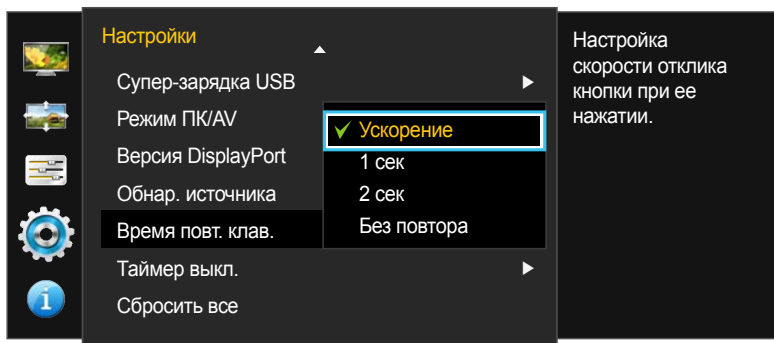 Настройки
Супер-зарядка USB
Режим ПК/AV
Версия DisplayPort
Обнар. источника
Время повт. клав.
Таймер выкл.
Сбросить все
Ускорение
1 сек
2 сек
Без повтора
Настройка
скорости отклика
кнопки при ее
нажатии.